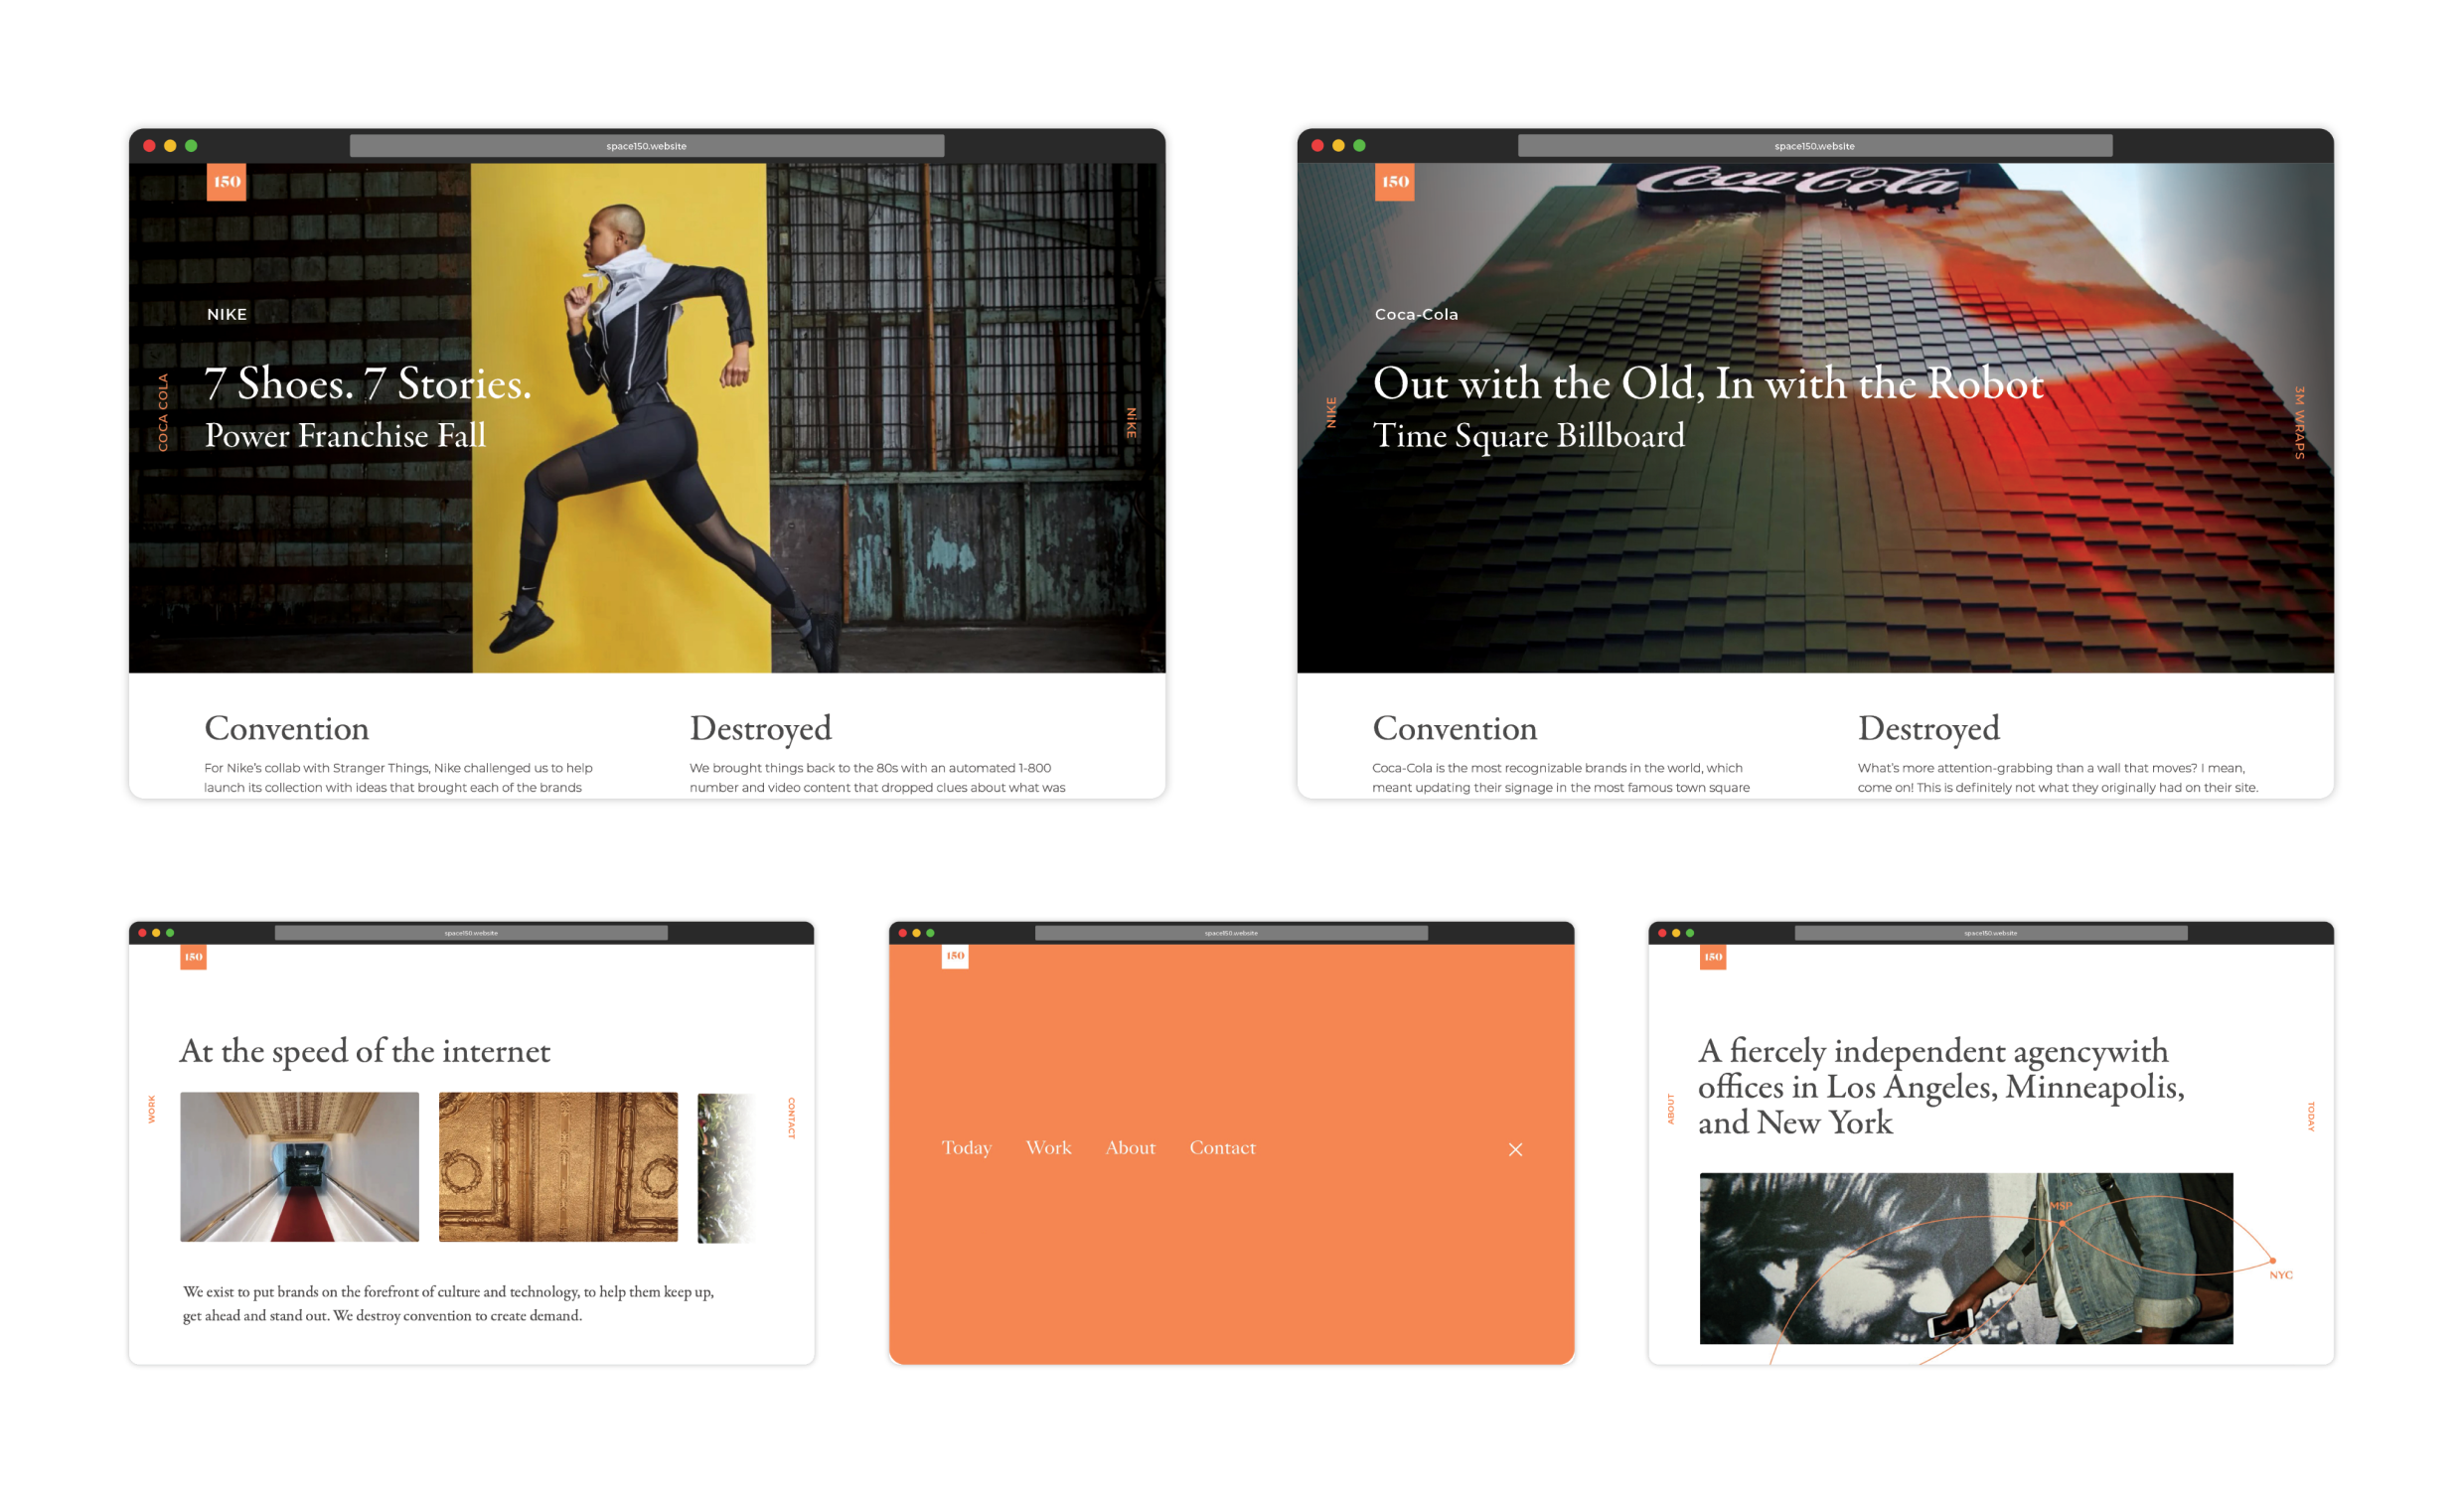 space150.website
150
NIKE
7 Shoes. 7 Stories.
Power Franchise Fall
COCA COLA
NIKE
Convention
For Nike's collab with Stranger Things, Nike challenged us to help
launch its collection with ideas that brought each of the brands
Destroyed
We brought things back to the 80s with an automated 1-800
number and video content that dropped clues about what was
space150.website
150
Coca-Cola
Coca-Cola
Out with the Old, In with the Robot
Time Square Billboard
NIKE
3M WRAPS
Convention
Coca-Cola is the most recognizable brands in the world, which
meant updating their signage in the most famous town square
Destroyed
What's more attention-grabbing than a wall that moves? I mean,
come on! This is definitely not what they originally had on their site.
space150.website
150
At the speed of the internet
WORK
CONTACT
We exist to put brands on the forefront of culture and technology, to help them keep up,
get ahead and stand out. We destroy convention to create demand.
space150.website
150
Today Work About Contact
space150.website
150
A fiercely independent agencywith
offices in Los Angeles, Minneapolis,
and New York
ABOUT
TODAY
MSP
NYC